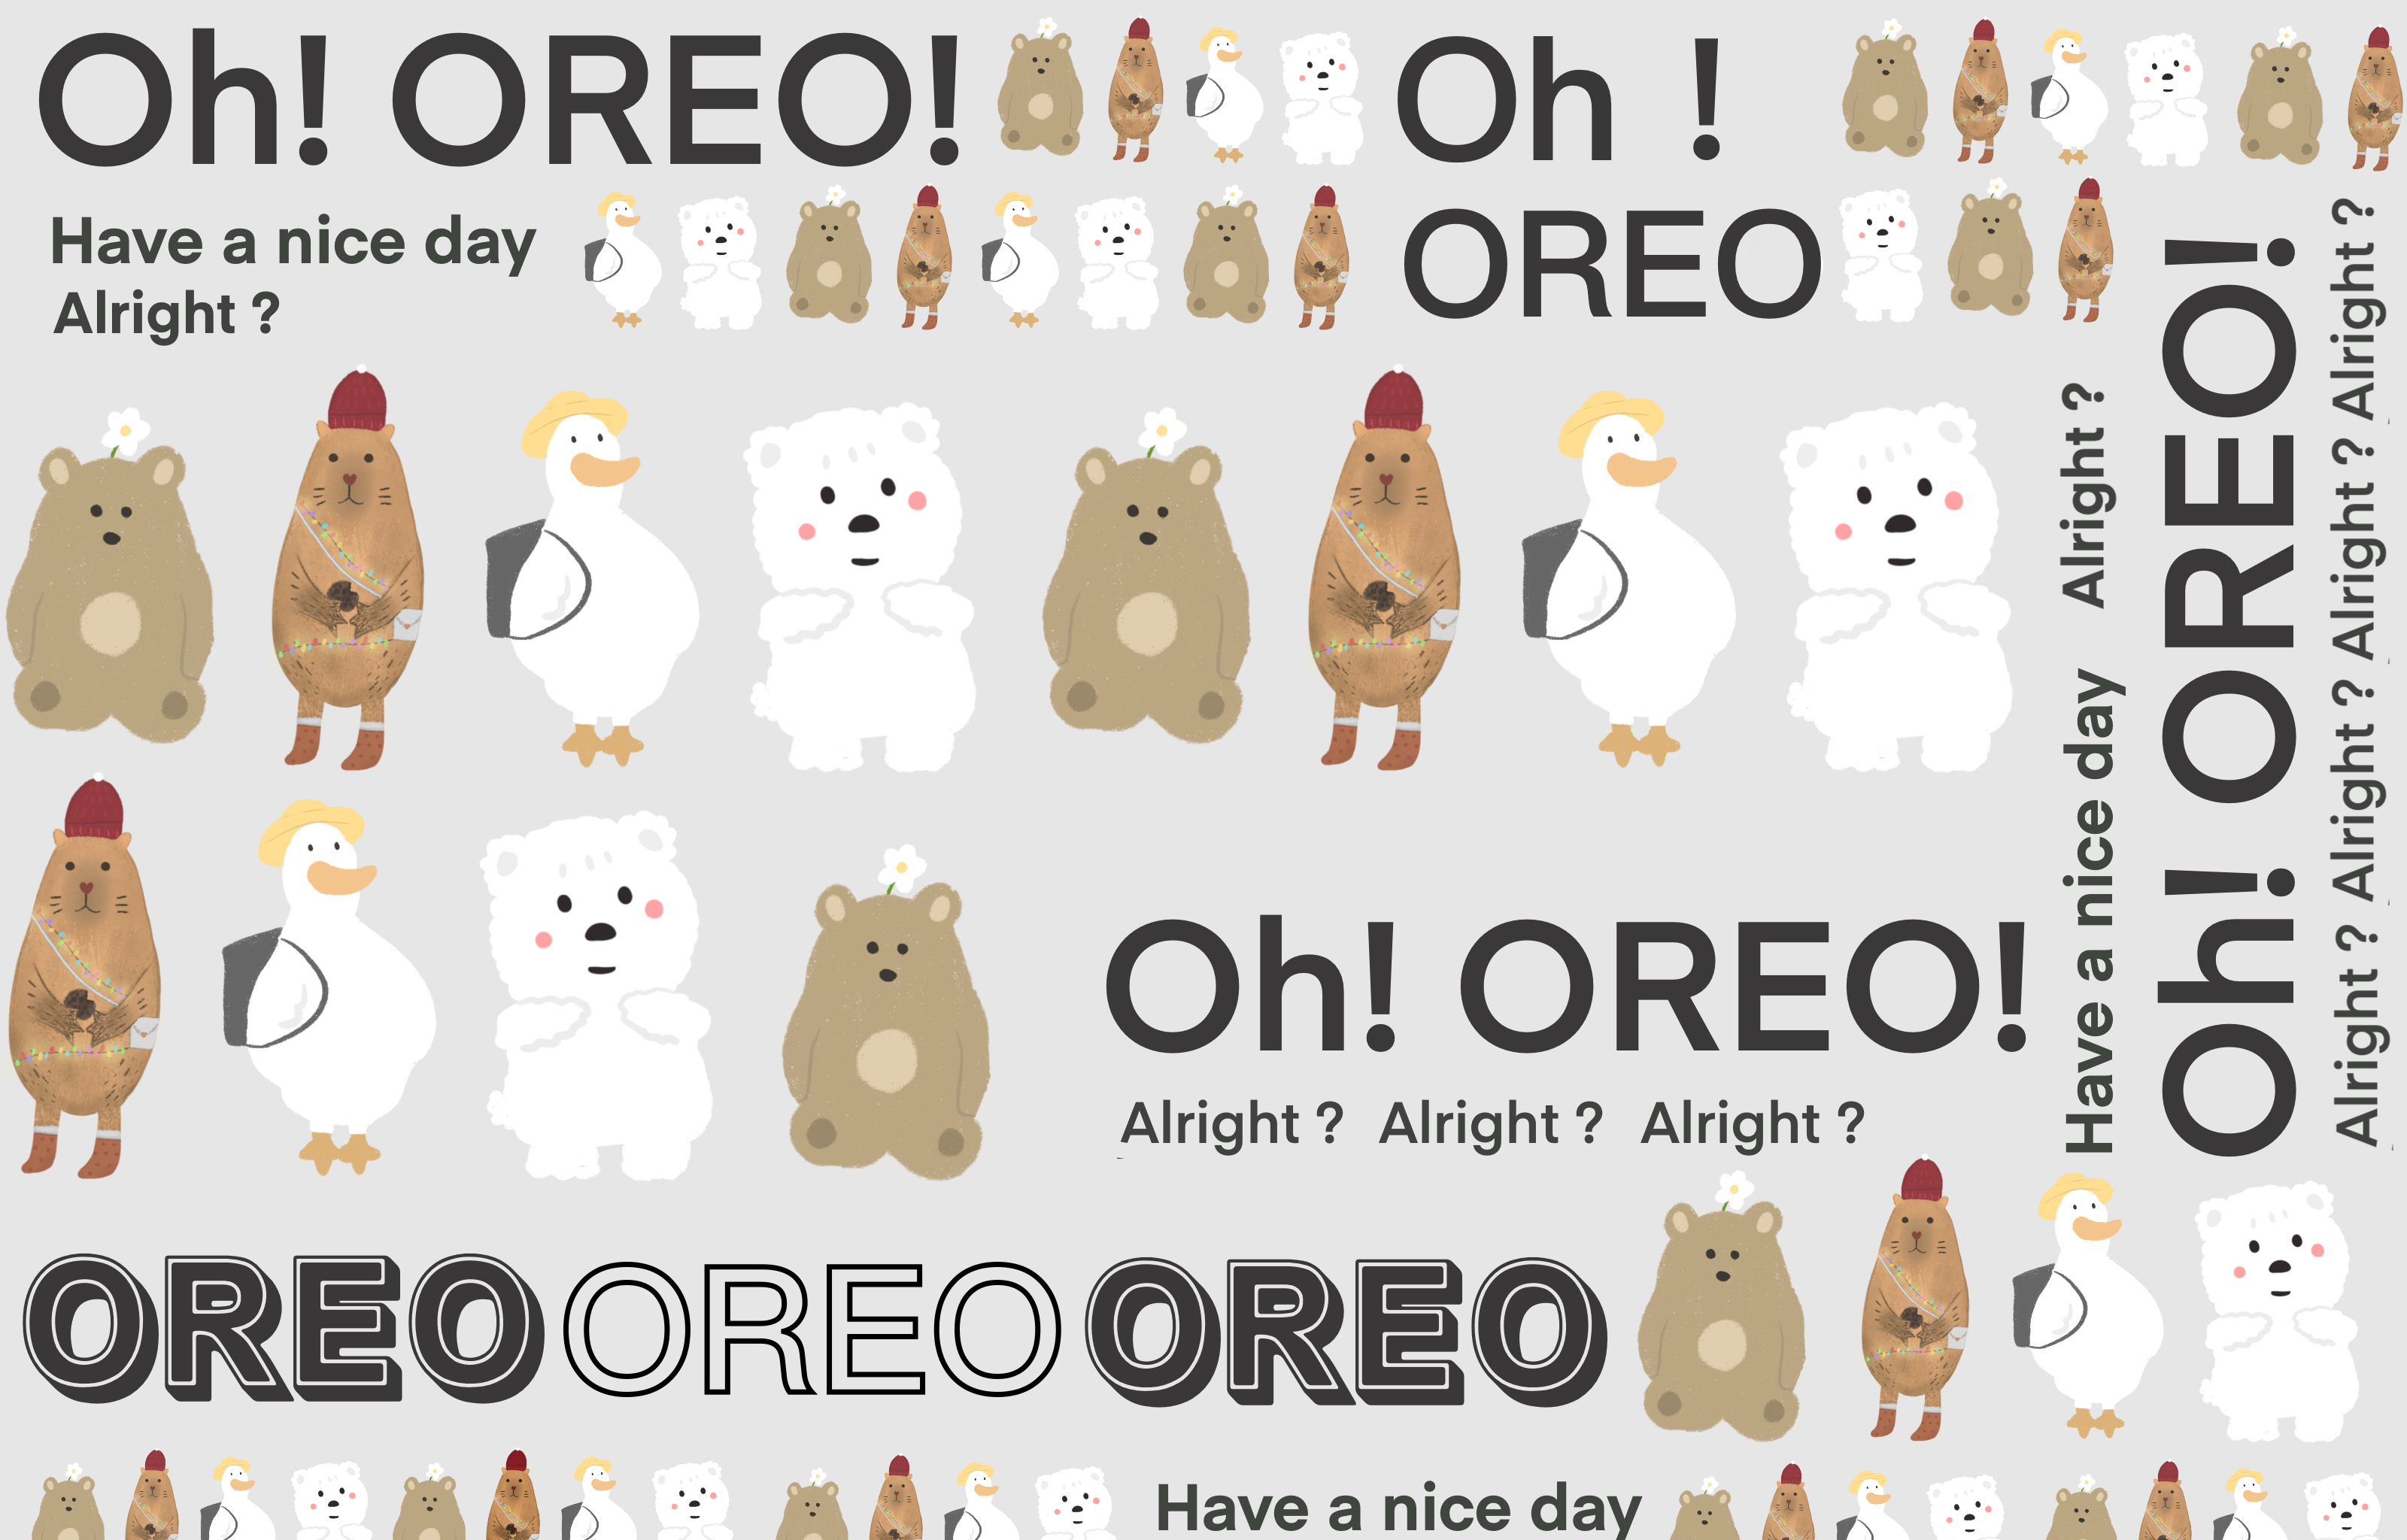 Oh! OREO!
Oh !
OREO
Have a nice day
Alright ?
Have a nice day Alright ?
Oh! OREO!
Alright ? Alright ? Alright ? Alright ?
Oh! OREO!
Alright ? Alright ? Alright ?
OREO OREO OREO
Have a nice day